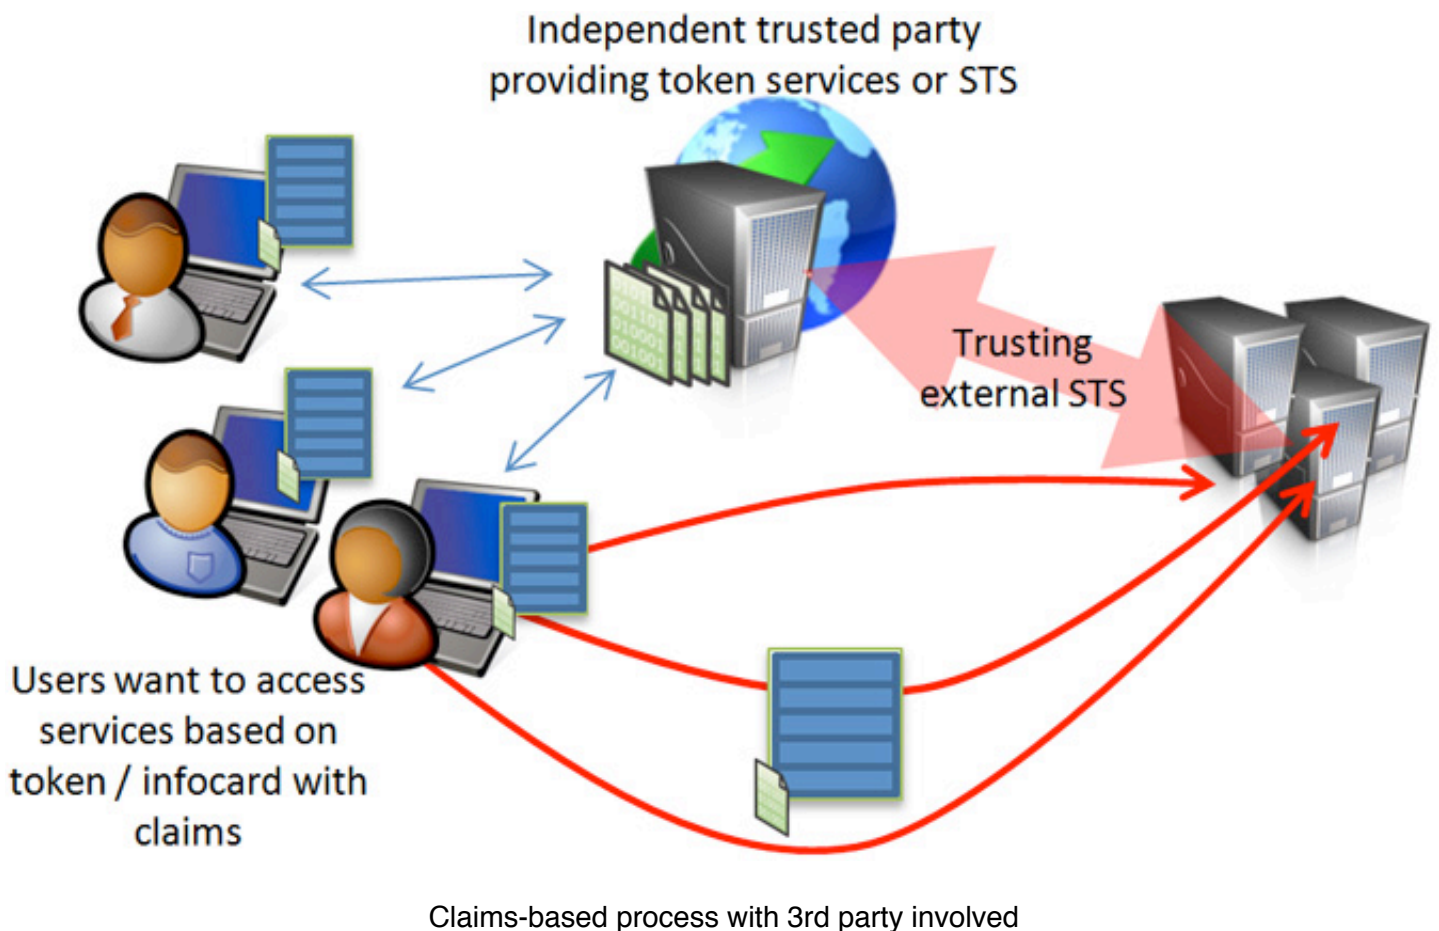 Independent trusted party
providing token services or STS
Trusting
external STS
Users want to access
services based on
token / infocard with
claims
Claims-based process with 3rd party involved